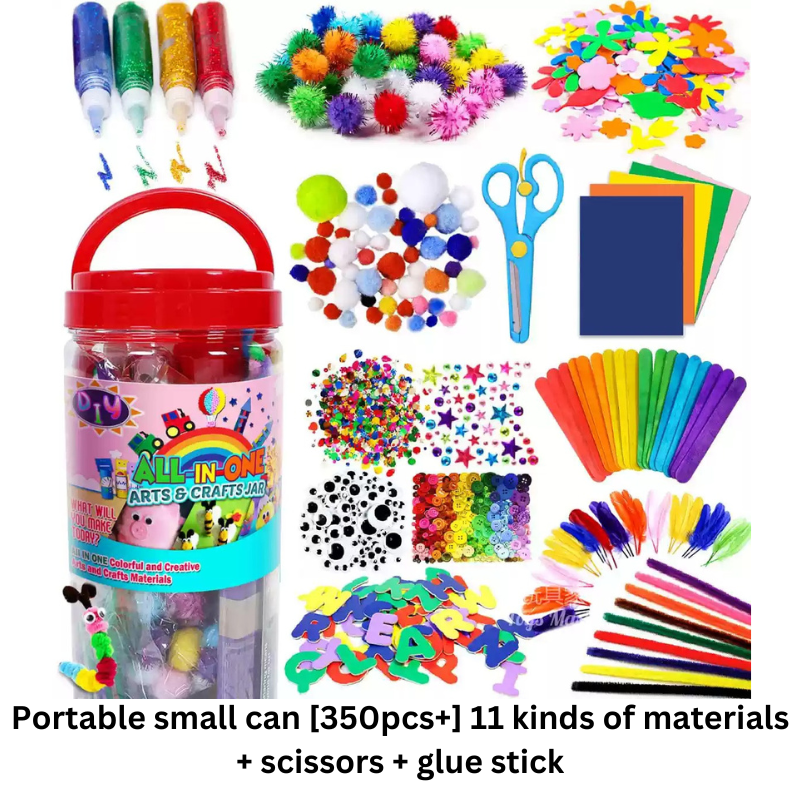 DIY
ALL-IN-ONE
ARTS & CRAFTS JAR
WHAT WILL
YOU MAKE
TODAY?
ALL IN ONE Colorful and Creative
Arts and Crafts Materials
Portable small can [350pcs+] 11 kinds of materials
+ scissors + glue stick